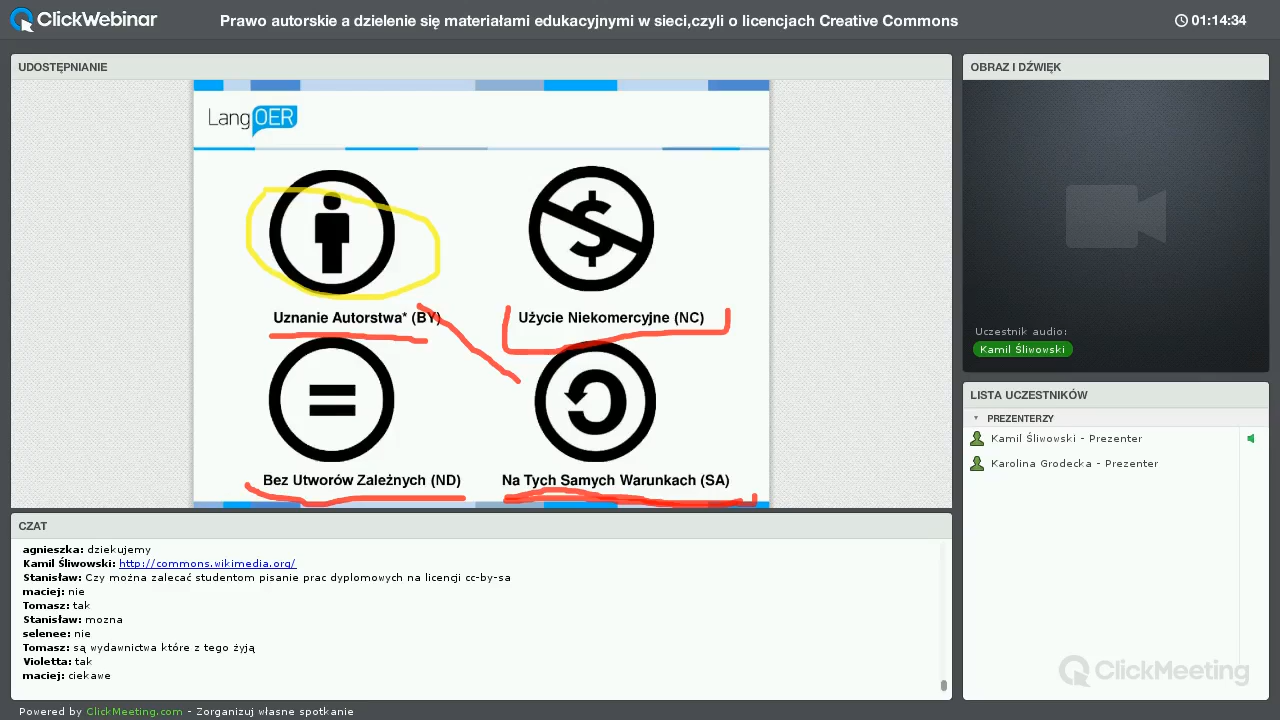 ClickWebinar
Prawo autorskie a dzielenie się materiałami edukacyjnymi w sieci,czyli o licencjach Creative Commons
01:14:34
UDOSTĘPNIANIE
LangOER
Uznanie Autorstwa* (BY)
Użycie Niekomercyjne (NC)
Bez Utworów Zależnych (ND)
Na Tych Samych Warunkach (SA)
OBRAZ I DŹWIĘK
Uczestnik audio:
Kamil Śliwowski
LISTA UCZESTNIKÓW
PREZENTERZY
Kamil Śliwowski - Prezenter
Karolina Grodecka - Prezenter
ClickMeeting
CZAT
agnieszka: dziekujemy
Kamil Śliwowski: http://commons.wikimedia.org/
Stanisław: Czy można zalecać studentom pisanie prac dyplomowych na licencji cc-by-sa
maciej: nie
Tomasz: tak
Stanisław: mozna
selenee: nie
Tomasz: są wydawnictwa które z tego żyją
Violetta: tak
maciej: ciekawe
Powered by ClickMeeting.com - Zorganizuj własne spotkanie